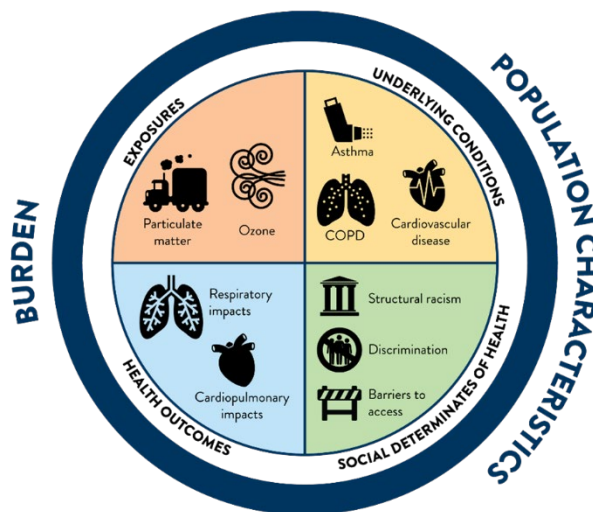 BURDEN
POPULATION CHARACTERISTICS
EXPOSURES
Particulate
matter
Ozone
UNDERLYING CONDITIONS
Asthma
COPD
Cardiovascular
disease
HEALTH OUTCOMES
Respiratory
impacts
Cardiopulmonary
impacts
SOCIAL DETERMINATES OF HEALTH
Structural racism
Discrimination
Barriers to
access